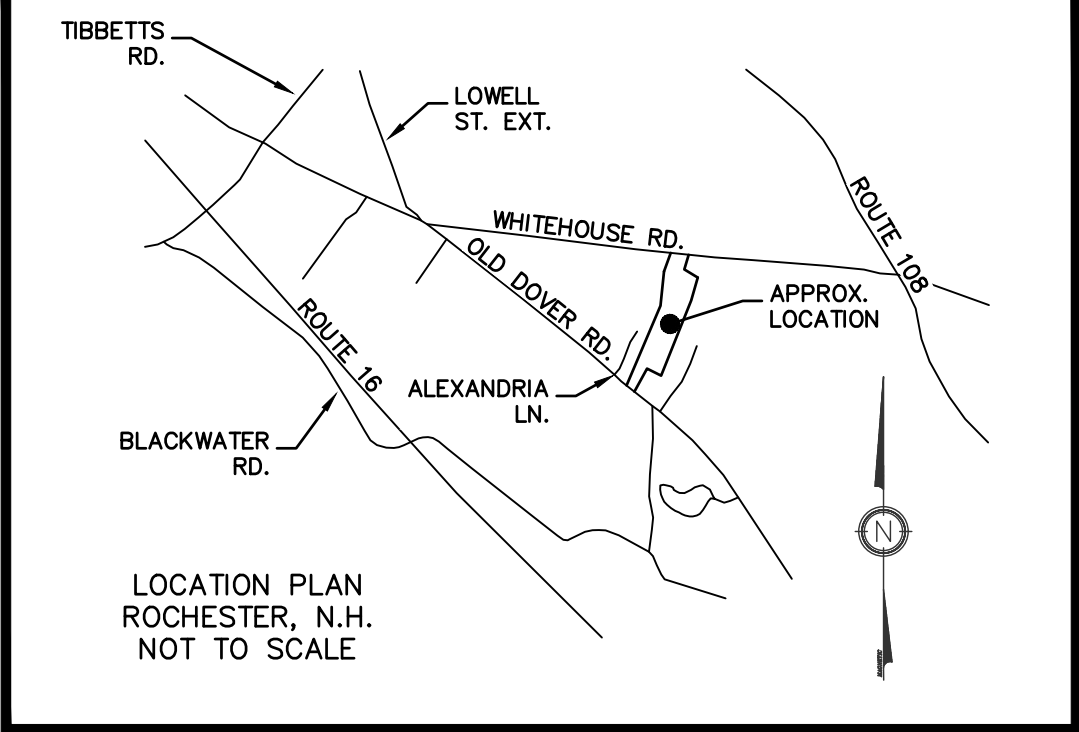 TIBBETTS
RD.
LOWELL
ST. EXT.
WHITEHOUSE RD.
ROUTE 108
OLD DOVER RD.
APPROX.
LOCATION
ROUTE 16
ALEXANDRIA
LN.
BLACKWATER
RD.
N
LOCATION PLAN
ROCHESTER, N.H.
NOT TO SCALE
MAGNETIC